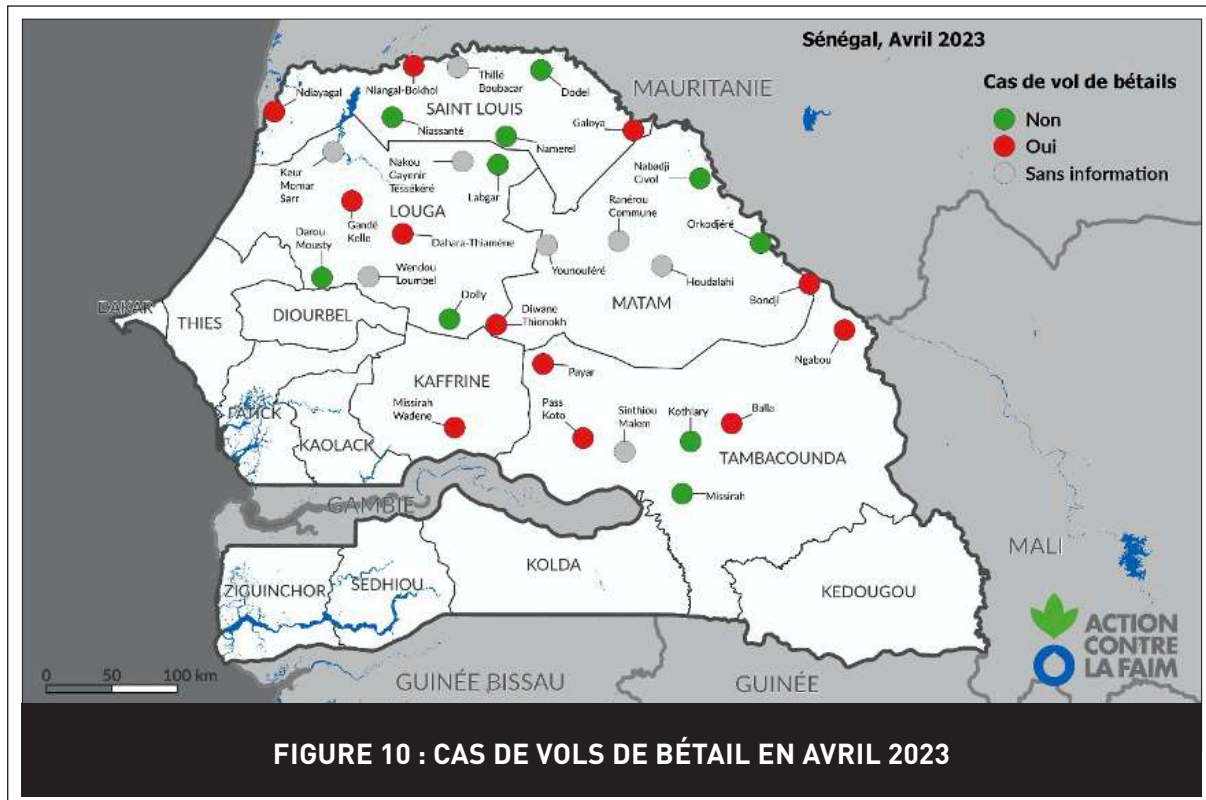 Sénégal, Avril 2023
Cas de vol de bétails
Non
Oui
Sans information
MAURITANIE
Ndiayagal
Niangal-Bokhol
Thillé
Boubacar
Dodel
SAINT LOUIS
Niassanté
Namerel
Galoya
Keur
Momar
Sarr
Nakou
Gayenir
Tessékéré
Labgar
Nabadji
Civol
Ranérou
Commune
Gandé
Kelle
LOUGA
Dahara-Thiamène
Orkodjéré
Darou
Mousty
Wendou
Loumbel
Younouféré
Houdalahi
Bondji
MATAM
DAKAR
THIES
DIOURBEL
Dolly
Diwane
Thionokh
Ngabou
KAFFRINE
Payar
Missirah
Wadene
Pass
Koto
Sinthiou
Malem
Kothiary
Balla
FATICK
KAOLACK
TAMBACOUNDA
GAMBIE
Missirah
MALI
ZIGUINCHOR
SEDHIOU
KOLDA
KEDOUGOU
ACTION
CONTRE
LA FAIM
0 50 100 km
GUINÉE BISSAU
GUINÉE
FIGURE 10 : CAS DE VOLS DE BÉTAIL EN AVRIL 2023